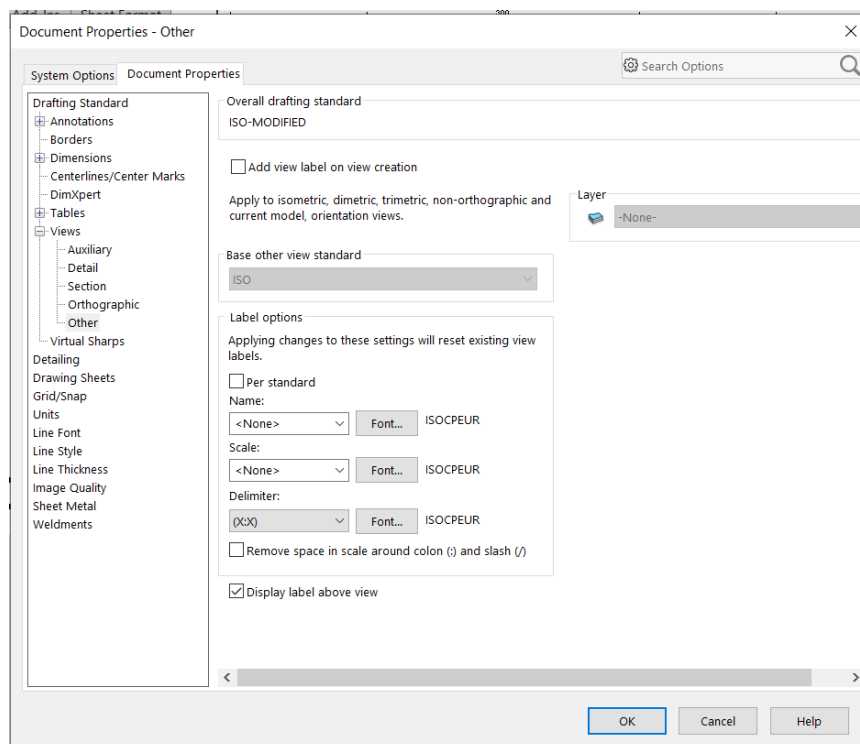 Add-Ins Sheet Format
300
Document Properties - Other
System Options Document Properties
Search Options
Drafting Standard
Annotations
Borders
Dimensions
Centerlines/Center Marks
DimXpert
Tables
Views
Auxiliary
Detail
Section
Orthographic
Other
Virtual Sharps
Detailing
Drawing Sheets
Grid/Snap
Units
Line Font
Line Style
Line Thickness
Image Quality
Sheet Metal
Weldments
Overall drafting standard
ISO-MODIFIED
Add view label on view creation
Apply to isometric, dimetric, trimetric, non-orthographic and
current model, orientation views.
Layer
-None-
Base other view standard
ISO
Label options
Applying changes to these settings will reset existing view
labels.
Per standard
Name:
<None> Font... ISOCPEUR
Scale:
<None> Font... ISOCPEUR
Delimiter:
(X:X) Font... ISOCPEUR
Remove space in scale around colon (:) and slash (/)
Display label above view
OK Cancel Help